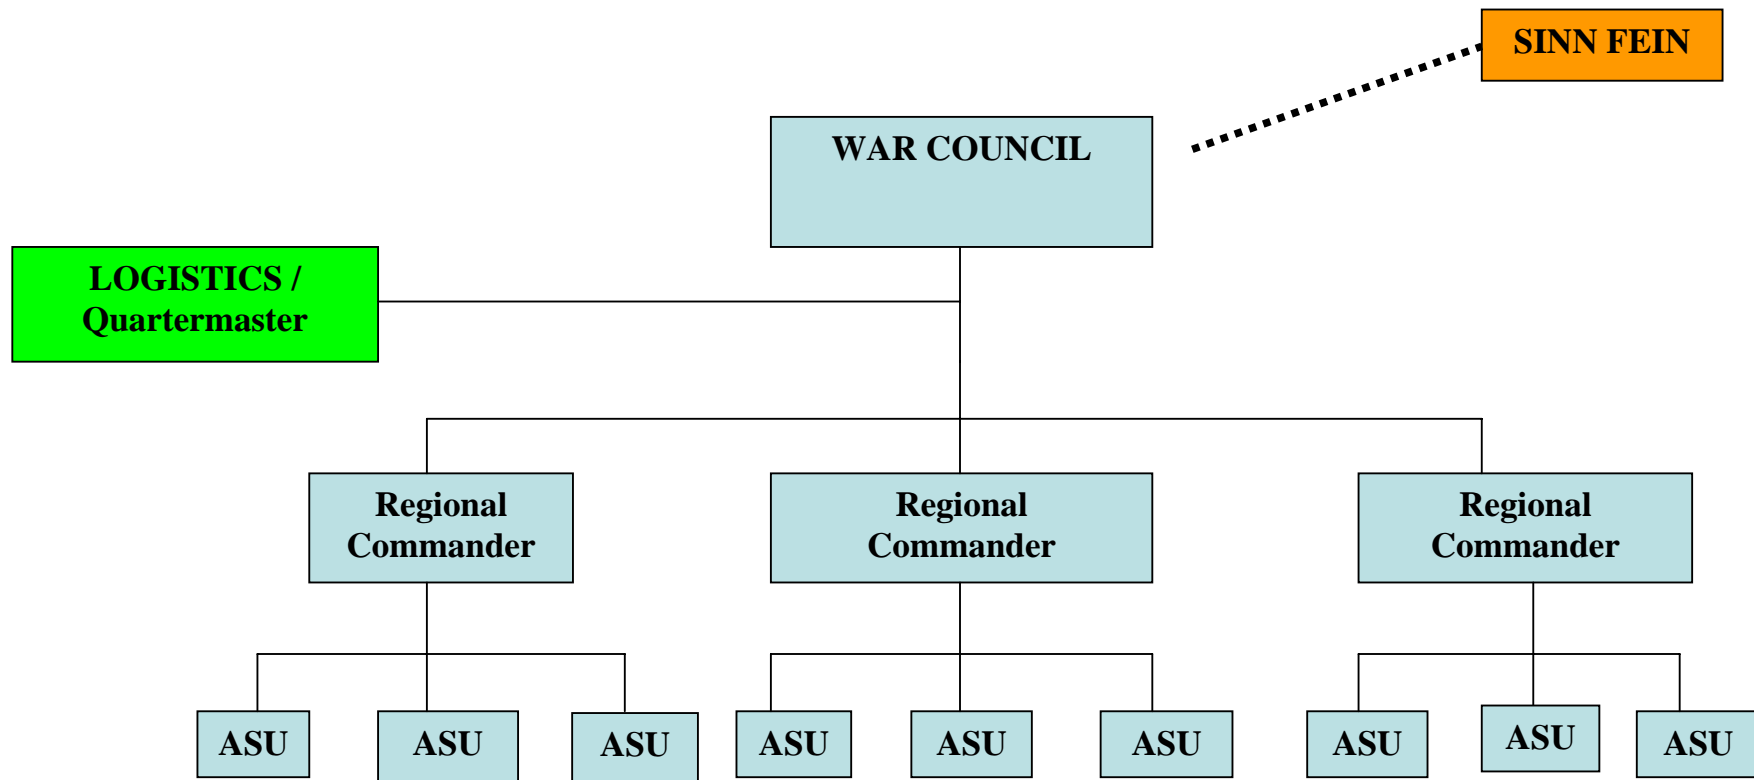 SINN FEIN
WAR COUNCIL
LOGISTICS /
Quartermaster
Regional
Commander
Regional
Commander
Regional
Commander
ASU
ASU
ASU
ASU
ASU
ASU
ASU
ASU
ASU